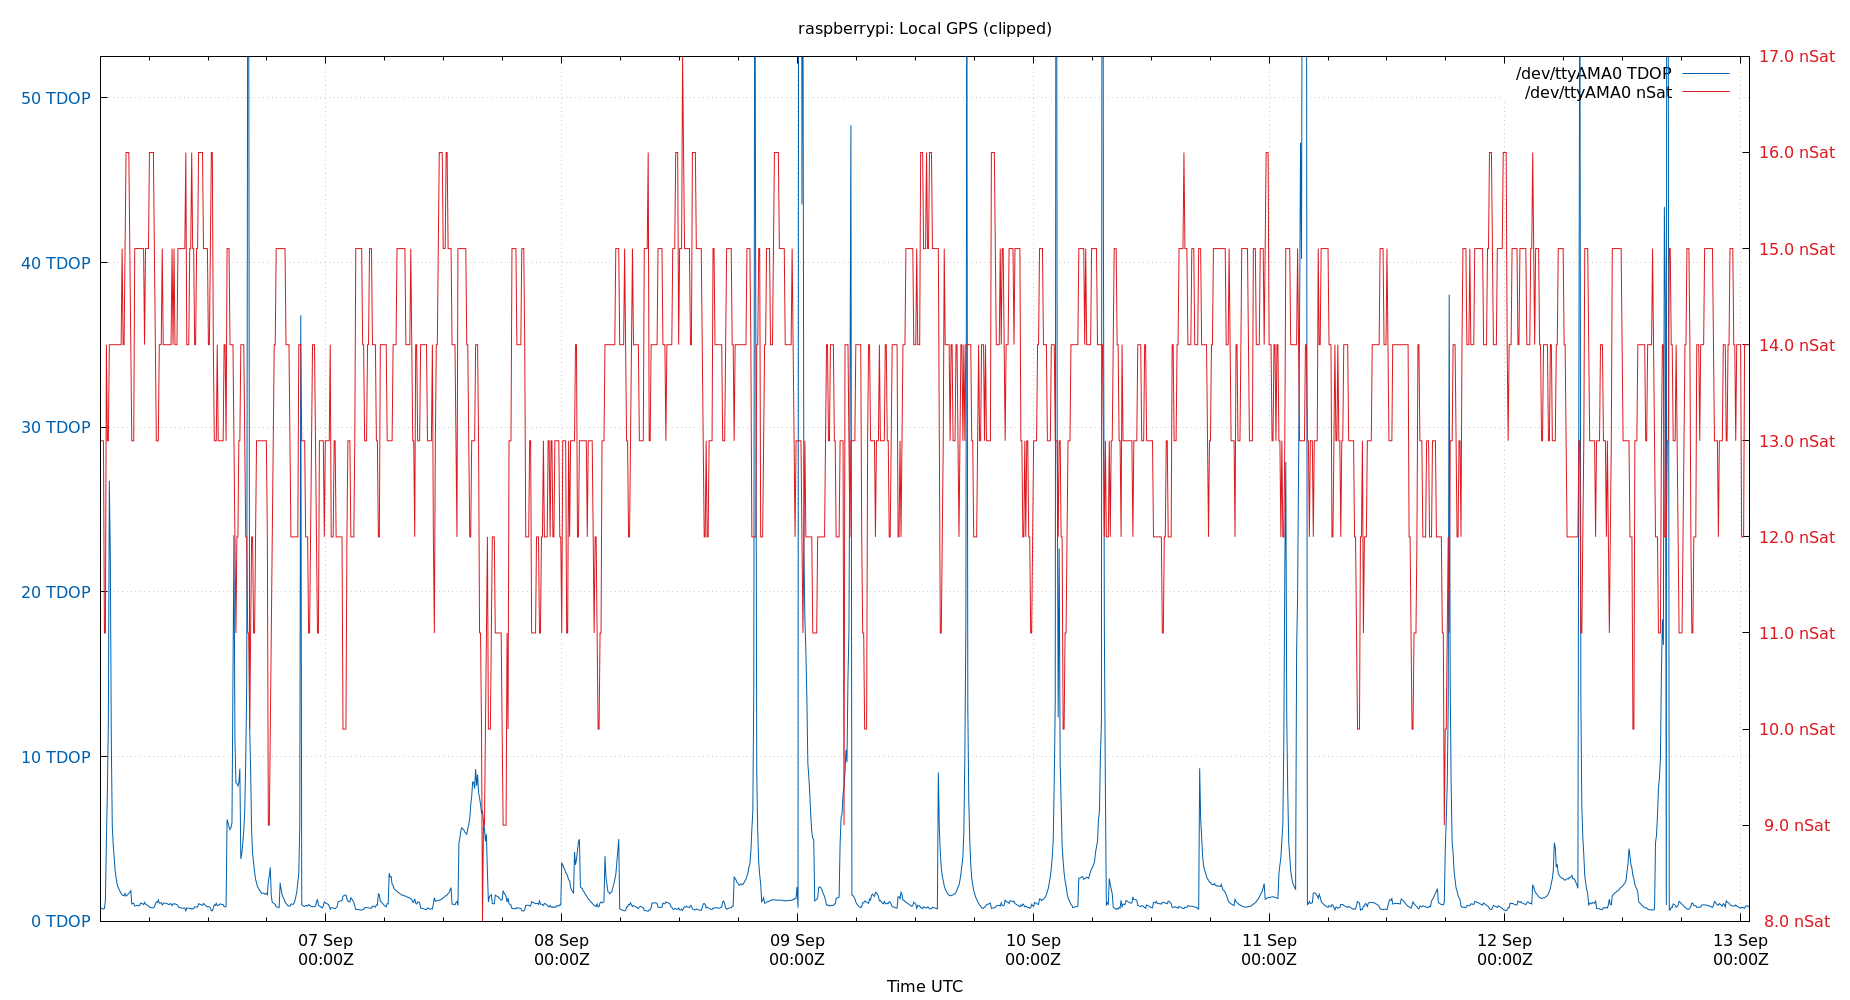 raspberrypi: Local GPS (clipped)
/dev/ttyAMA0 TDOP
/dev/ttyAMA0 nSat
50 TDOP
40 TDOP
30 TDOP
20 TDOP
10 TDOP
0 TDOP
17.0 nSat
16.0 nSat
15.0 nSat
14.0 nSat
13.0 nSat
12.0 nSat
11.0 nSat
10.0 nSat
9.0 nSat
8.0 nSat
07 Sep
00:00Z
08 Sep
00:00Z
09 Sep
00:00Z
10 Sep
00:00Z
11 Sep
00:00Z
12 Sep
00:00Z
13 Sep
00:00Z
Time UTC